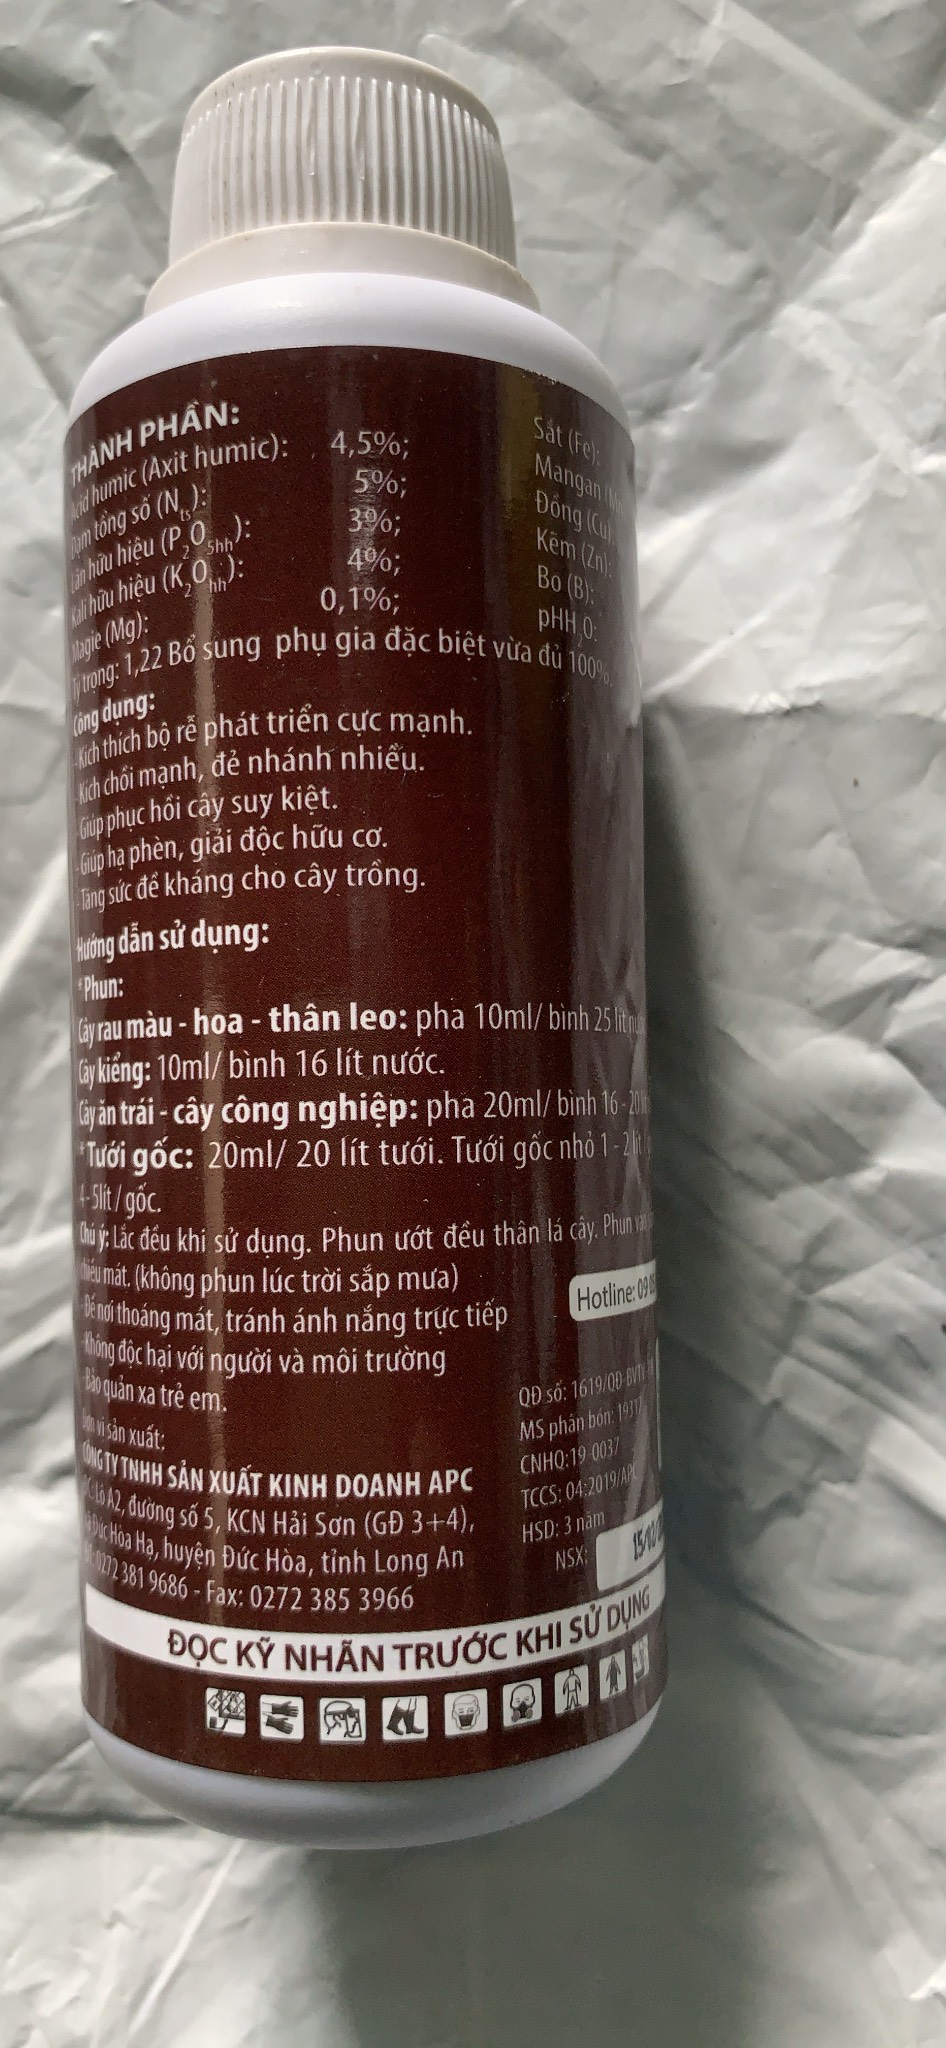 THÀNH PHẦN:
Acid humic (Axit humic): 4,5%; Sắt (Fe):
Đạm tổng số (Nts): 5%; Mangan
Lân hữu hiệu (P2O5hh): 3%; Đồng (Cu):
Kali hữu hiệu (K2Ohh): 4%; Kẽm (Zn):
Magiê (Mg): 0,1%; Bo (B):
pHH2O:
Tỷ trọng: 1,22 Bổ sung phụ gia đặc biệt vừa đủ 100%.
Công dụng:
- Kích thích bộ rễ phát triển cực mạnh.
- Kích chồi mạnh, đẻ nhánh nhiều.
- Giúp phục hồi cây suy kiệt.
- Giúp hạ phèn, giải độc hữu cơ.
- Tăng sức đề kháng cho cây trồng.
Hướng dẫn sử dụng:
* Phun:
Cây rau màu - hoa - thân leo: pha 10ml/ bình 25 lít
Cây kiểng: 10ml/ bình 16 lít nước.
Cây ăn trái - cây công nghiệp: pha 20ml/ bình 16 - 20
* Tưới gốc: 20ml/ 20 lít tưới. Tưới gốc nhỏ 1 - 2 lít
4-5lít / gốc.
Chú ý: Lắc đều khi sử dụng. Phun ướt đều thân lá cây. Phun
chiều mát. (không phun lúc trời sắp mưa)
- Để nơi thoáng mát, tránh ánh nắng trực tiếp
- Không độc hại với người và môi trường
- Bảo quản xa trẻ em.
Hotline: 09
Đơn vị sản xuất:
CÔNG TY TNHH SẢN XUẤT KINH DOANH APC
ĐC: Lô A2, đường số 5, KCN Hải Sơn (GĐ 3+4),
xã Đức Hòa Hạ, huyện Đức Hòa, tỉnh Long An
0272 381 9686 - Fax: 0272 385 3966
QĐ số: 1619/QĐ-BVTV
MS phân bón: 19317
CNHQ:19-0037
TCCS: 04:2019/APC
HSD: 3 năm
NSX:
ĐỌC KỸ NHÃN TRƯỚC KHI SỬ DỤNG